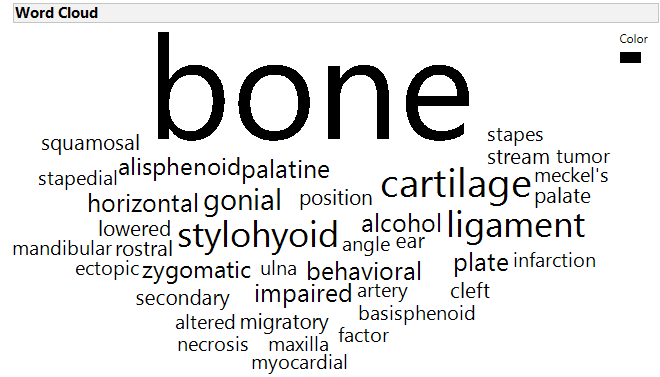 Word Cloud
Color
bone
stapes
squamosal
stream tumor
alisphenoid palatine
meckel's
stapedial
cartilage
palate
horizontal gonial position
lowered stylohyoid alcohol ligament
mandibular rostral angle ear
ectopic zygomatic ulna behavioral plate infarction
secondary impaired artery cleft
altered migratory basisphenoid
necrosis maxilla factor
myocardial